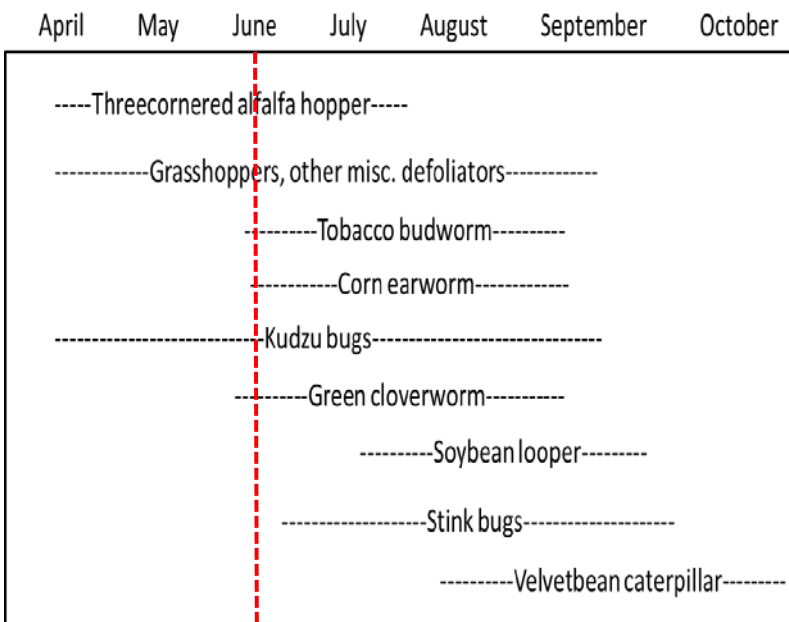 April May June July August September October
-----Threecornered alfalfa hopper-----
-------------Grasshoppers, other misc. defoliators-------------
----------Tobacco budworm----------
------------Corn earworm-------------
-----------------------------Kudzu bugs--------------------------------
----------Green cloverworm-----------
----------Soybean looper---------
--------------------Stink bugs---------------------
----------Velvetbean caterpillar---------